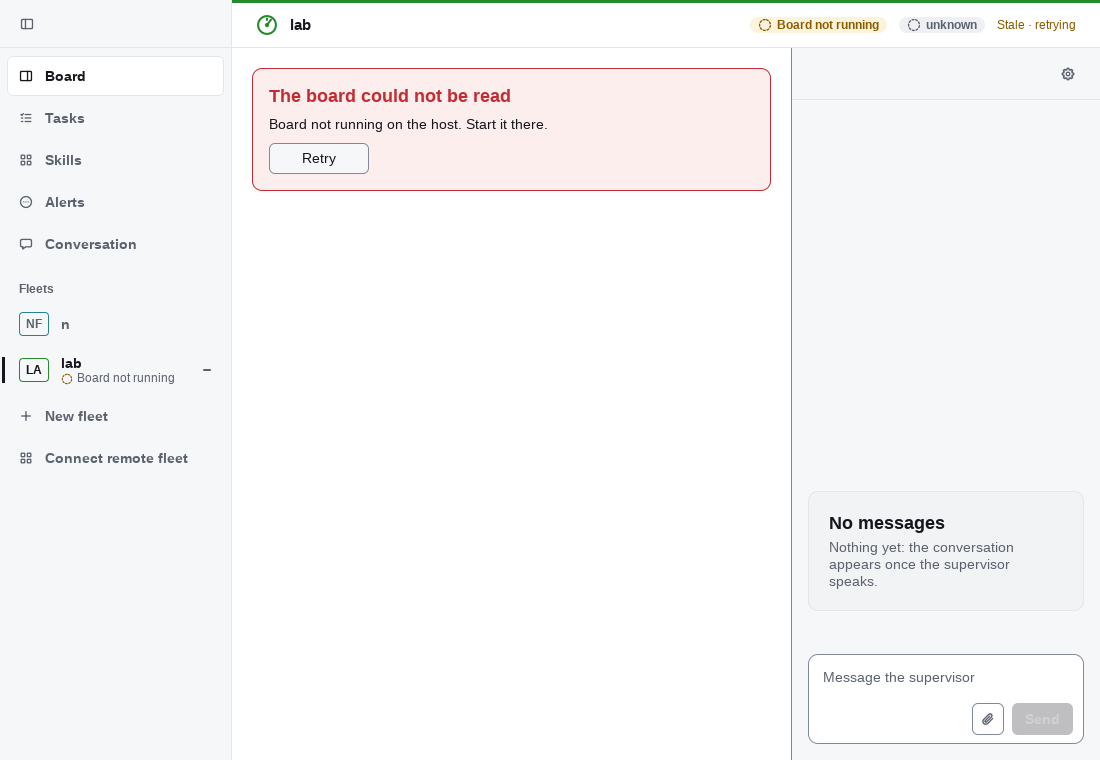 lab
Board not running
unknown
Stale · retrying
Board
Tasks
Skills
Alerts
Conversation
Fleets
NF
n
LA
lab
Board not running
New fleet
Connect remote fleet
The board could not be read
Board not running on the host. Start it there.
Retry
No messages
Nothing yet: the conversation
appears once the supervisor
speaks.
Message the supervisor
Send